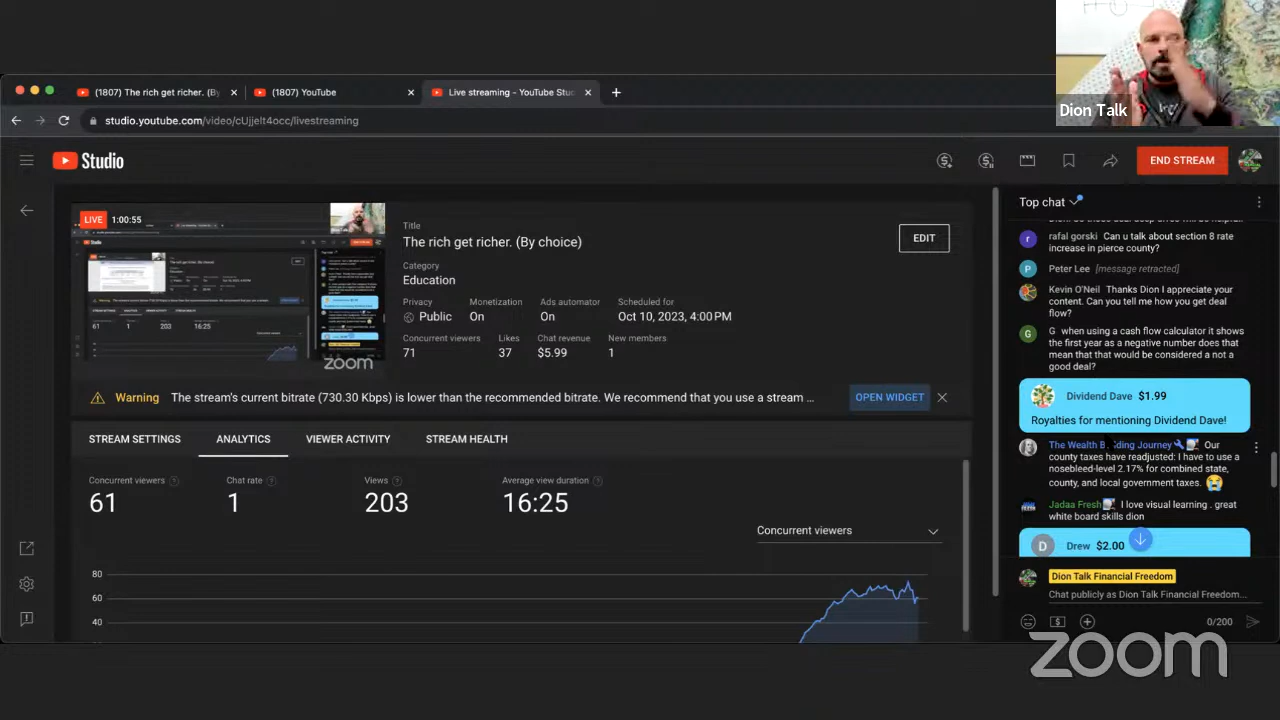 Dion Talk
(1807) The rich get richer. (By
(1807) YouTube
Live streaming - YouTube Stu
studio.youtube.com/video/cUjjeIt4occ/livestreaming
Studio
END STREAM
LIVE 1:00:55
Title
The rich get richer. (By choice)
EDIT
Category
Education
Privacy Monetization Ads automator Scheduled for
Public On On Oct 10, 2023, 4:00 PM
Concurrent viewers Likes Chat revenue New members
71 37 $5.99 1
zoom
Warning The stream's current bitrate (730.30 Kbps) is lower than the recommended bitrate. We recommend that you use a stream ...
OPEN WIDGET
STREAM SETTINGS ANALYTICS VIEWER ACTIVITY STREAM HEALTH
Concurrent viewers Chat rate Views Average view duration
61 1 203 16:25
Concurrent viewers
80
60
40
Top chat
rafal gorski Can u talk about section 8 rate
increase in pierce county?
Peter Lee [message retracted]
Kevin O'Neil Thanks Dion I appreciate your
content. Can you tell me how you get deal
flow?
G when using a cash flow calculator it shows
the first year as a negative number does that
mean that that would be considered a not a
good deal?
Dividend Dave $1.99
Royalties for mentioning Dividend Dave!
The Wealth B ding Journey Our
county taxes have readjusted: I have to use a
nosebleed-level 2.17% for combined state,
county, and local government taxes.
Jadaa Fresh I love visual learning . great
white board skills dion
D Drew $2.00
Dion Talk Financial Freedom
Chat publicly as Dion Talk Financial Freedom...
0/200
zoom